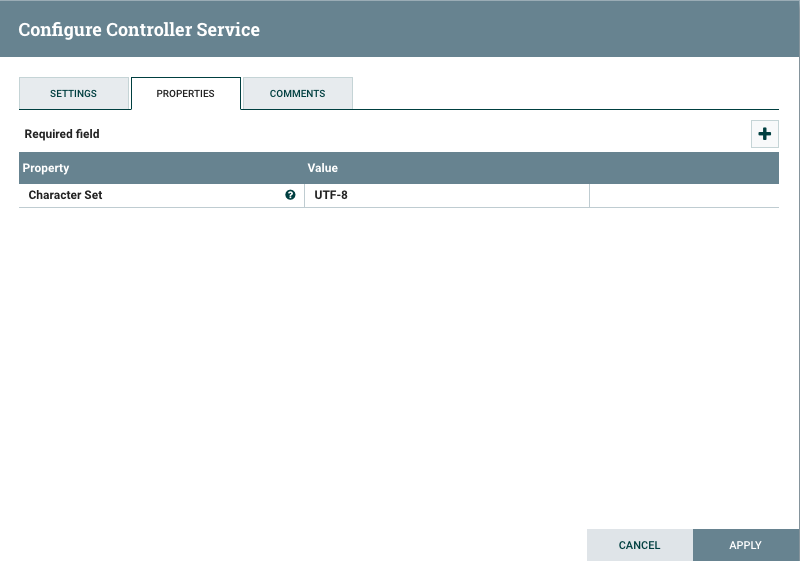 Configure Controller Service
SETTINGS
PROPERTIES
COMMENTS
Required field
Property Value
Character Set UTF-8
CANCEL
APPLY